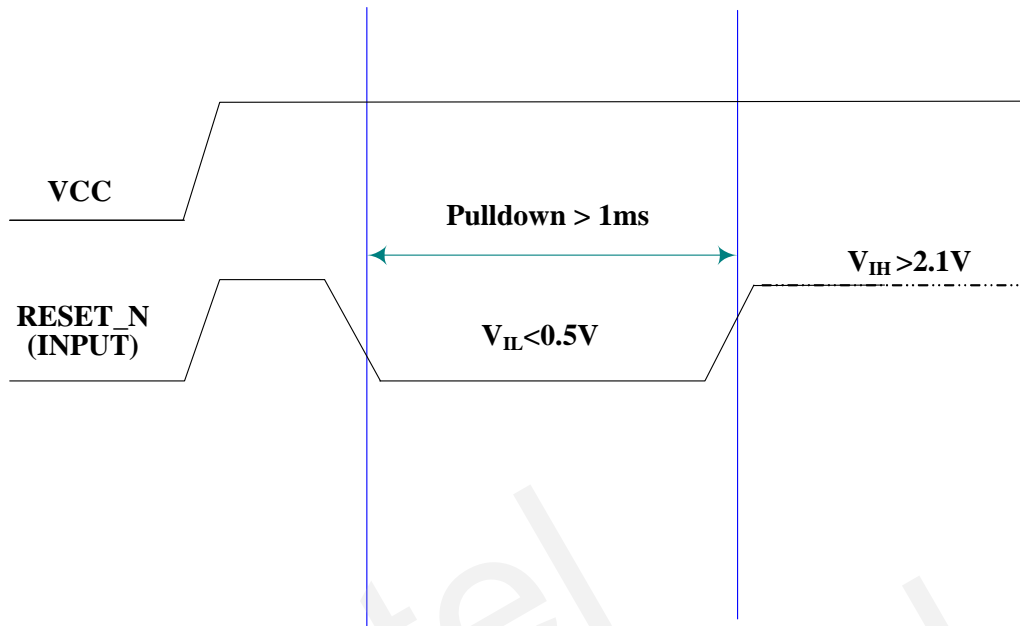 VCC
Pulldown > 1ms
VIH >2.1V
RESET_N
(INPUT)
VIL<0.5V